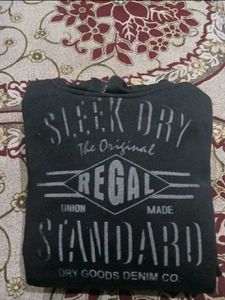 SLEEK DRY
The Original
REGAL
UNION MADE
STANDARD
DRY GOODS DENIM CO.